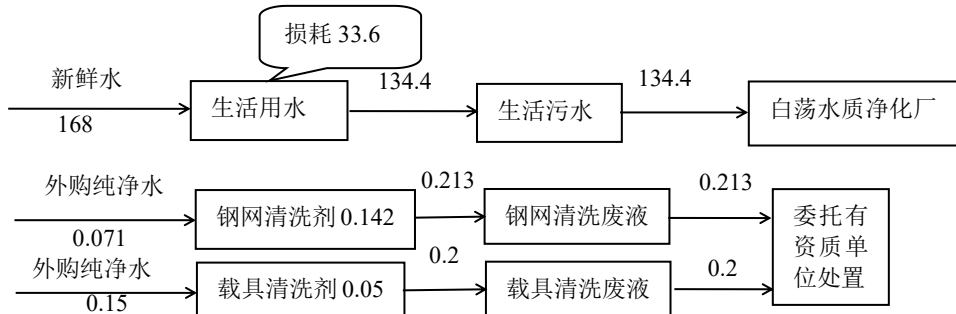 损耗 33.6
新鲜水
168
生活用水
134.4
生活污水
134.4
白荡水质净化厂
外购纯净水
0.071
钢网清洗剂 0.142
0.213
钢网清洗废液
0.213
外购纯净水
0.15
载具清洗剂 0.05
0.2
载具清洗废液
0.2
委托有
资质单
位处置